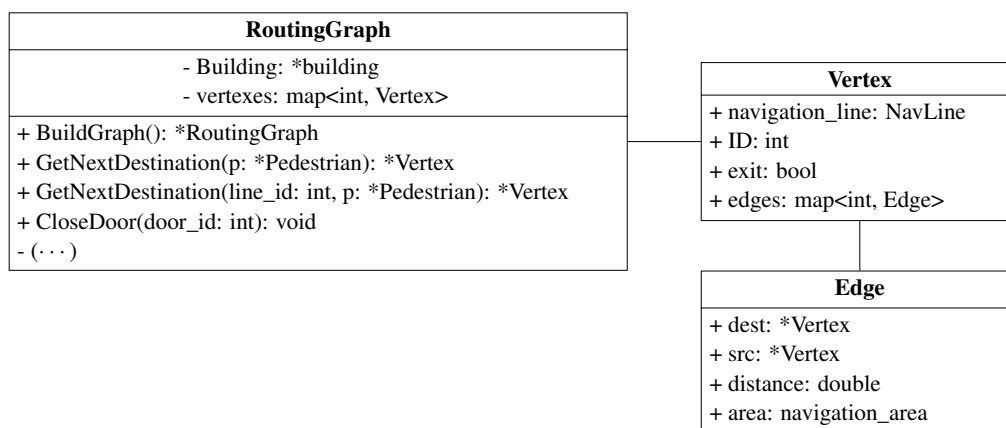 RoutingGraph
- Building: *building
- vertexes: map<int, Vertex>
+ BuildGraph(): *RoutingGraph
+ GetNextDestination(p: *Pedestrian): *Vertex
+ GetNextDestination(line_id: int, p: *Pedestrian): *Vertex
+ CloseDoor(door_id: int): void
- (···)
Vertex
+ navigation_line: NavLine
+ ID: int
+ exit: bool
+ edges: map<int, Edge>
Edge
+ dest: *Vertex
+ src: *Vertex
+ distance: double
+ area: navigation_area